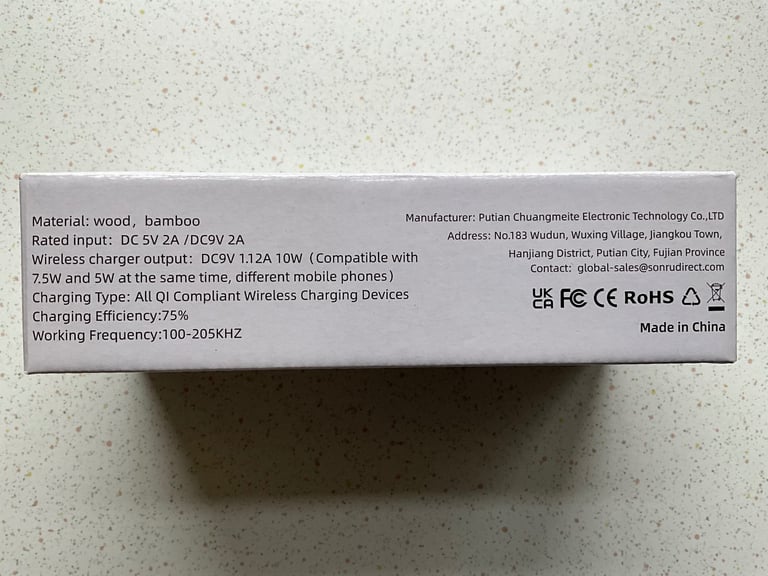 Material: wood, bamboo
Rated input: DC 5V 2A /DC9V 2A
Wireless charger output: DC9V 1.12A 10W (Compatible with
7.5W and 5W at the same time, different mobile phones)
Charging Type: All QI Compliant Wireless Charging Devices
Charging Efficiency:75%
Working Frequency:100-205KHZ
Manufacturer: Putian Chuangmeite Electronic Technology Co.,LTD
Address: No.183 Wudun, Wuxing Village, Jiangkou Town,
Hanjiang District, Putian City, Fujian Province
Contact: global-sales@sonrudirect.com
UK CA FC CE RoHS
Made in China